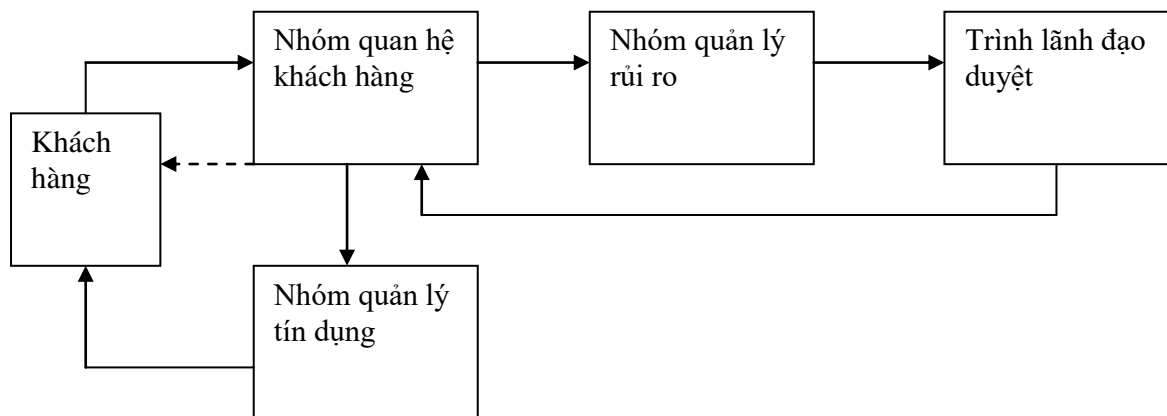 Nhóm quan hệ
khách hàng
Nhóm quản lý
rủi ro
Trình lãnh đạo
duyệt
Khách
hàng
Nhóm quản lý
tín dụng